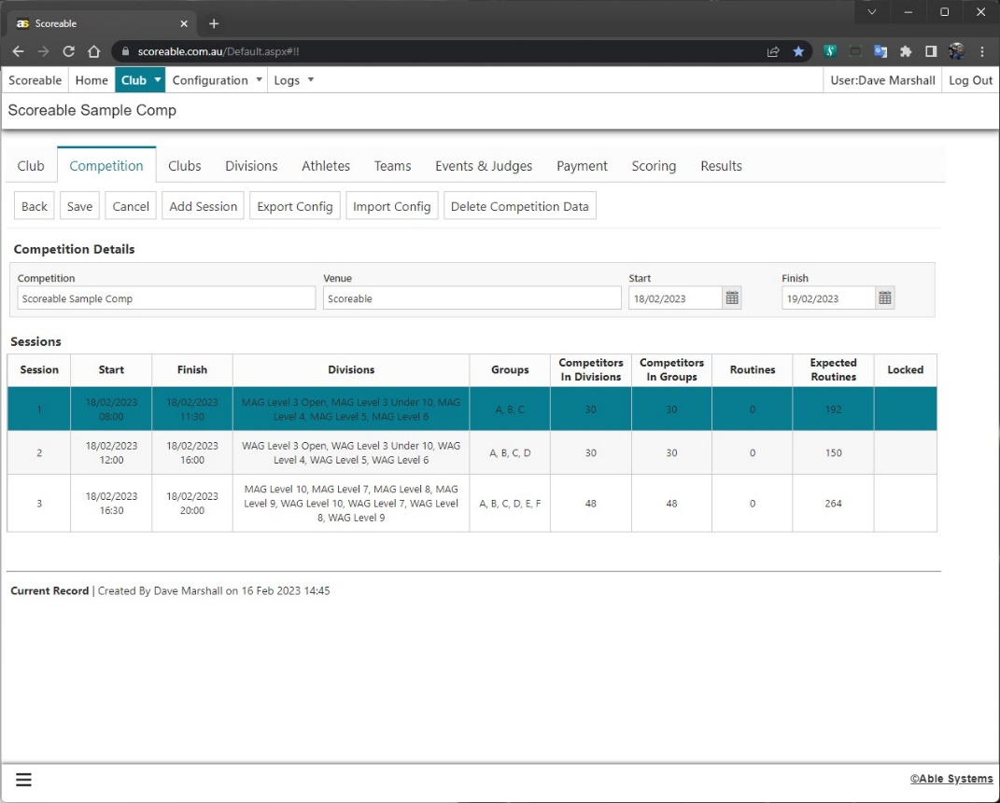 Scoreable
scoreable.com.au/Default.aspx#!!
Scoreable Home Club Configuration Logs User:Dave Marshall Log Out
Scoreable Sample Comp
Club Competition Clubs Divisions Athletes Teams Events & Judges Payment Scoring Results
Back Save Cancel Add Session Export Config Import Config Delete Competition Data
Competition Details
Competition Venue Start Finish
Scoreable Sample Comp Scoreable 18/02/2023 19/02/2023
Sessions
Session Start Finish Divisions Groups Competitors In Divisions Competitors In Groups Routines Expected Routines Locked
1 18/02/2023 08:00 18/02/2023 11:30 MAG Level 3 Open, MAG Level 3 Under 10, MAG Level 4, MAG Level 5, MAG Level 6 A, B, C 30 30 0 192
2 18/02/2023 12:00 18/02/2023 16:00 WAG Level 3 Open, WAG Level 3 Under 10, WAG Level 4, WAG Level 5, WAG Level 6 A, B, C, D 30 30 0 150
3 18/02/2023 16:30 18/02/2023 20:00 MAG Level 10, MAG Level 7, MAG Level 8, MAG Level 9, WAG Level 10, WAG Level 7, WAG Level 8, WAG Level 9 A, B, C, D, E, F 48 48 0 264
Current Record | Created By Dave Marshall on 16 Feb 2023 14:45
©Able Systems